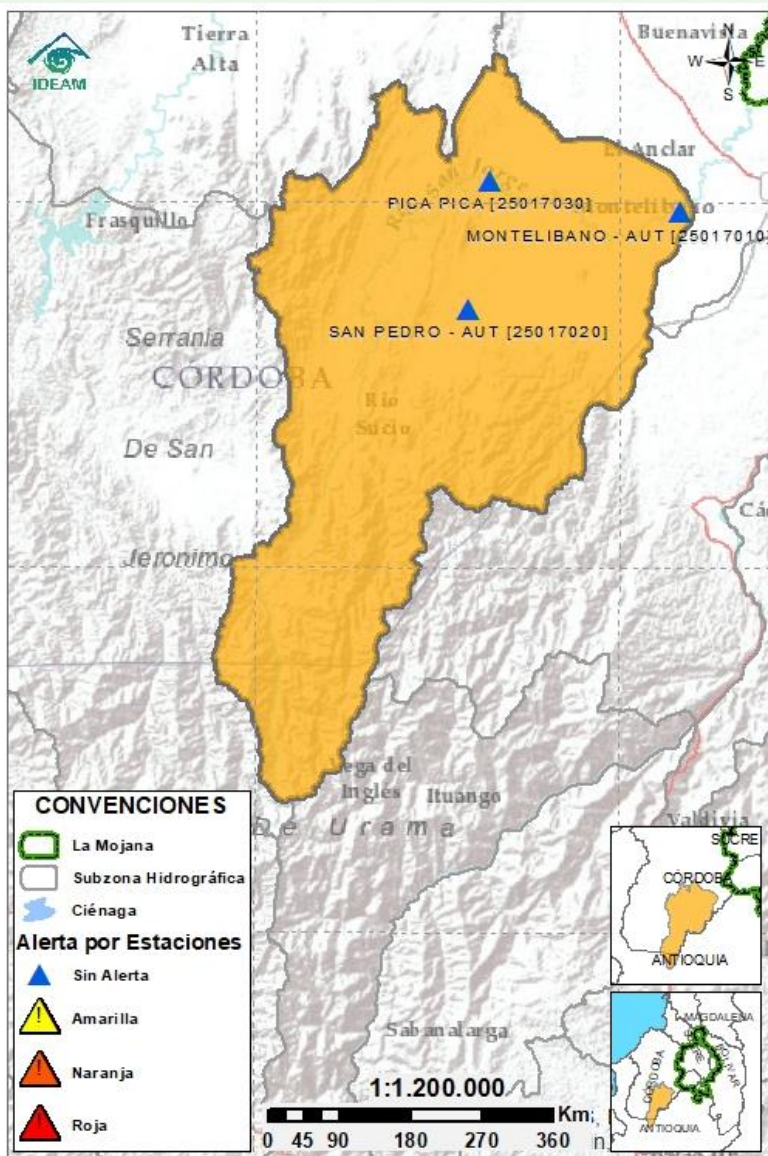 IDEAM
Tierra
Alta
Buenavista
N
W
E
S
El Anclar
PICA PICA [25017030]
Montelibano
MONTELIBANO - AUT [25017010]
Frasquillo
SAN PEDRO - AUT [25017020]
Serrania
CÓRDOBA
Rio
Sucio
De San
Jeronimo
Inglés
Ituango
De Urama
Valdivia
Sabanalarga
CONVENCIONES
La Mojana
Subzona Hidrográfica
Ciénaga
Alerta por Estaciones
Sin Alerta
Amarilla
Naranja
Roja
1:1.200.000
Km
0 45 90 180 270 360
SUCRE
CÓRDOBA
ANTIOQUIA
MAGDALENA
BOLIVAR
CÓRDOBA
ANTIOQUIA